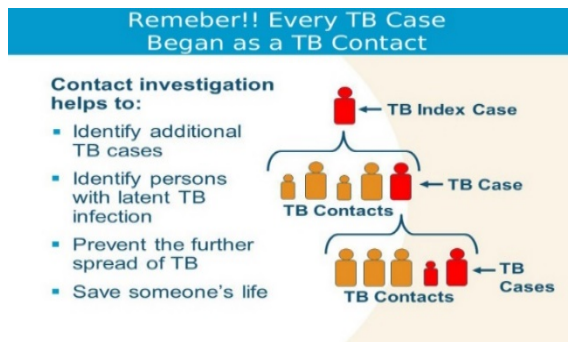 Remeber!! Every TB Case
Began as a TB Contact
Contact investigation
helps to:
▪ Identify additional
TB cases
▪ Identify persons
with latent TB
infection
▪ Prevent the further
spread of TB
▪ Save someone's life
TB Index Case
TB Case
TB Contacts
TB
Cases
TB Contacts